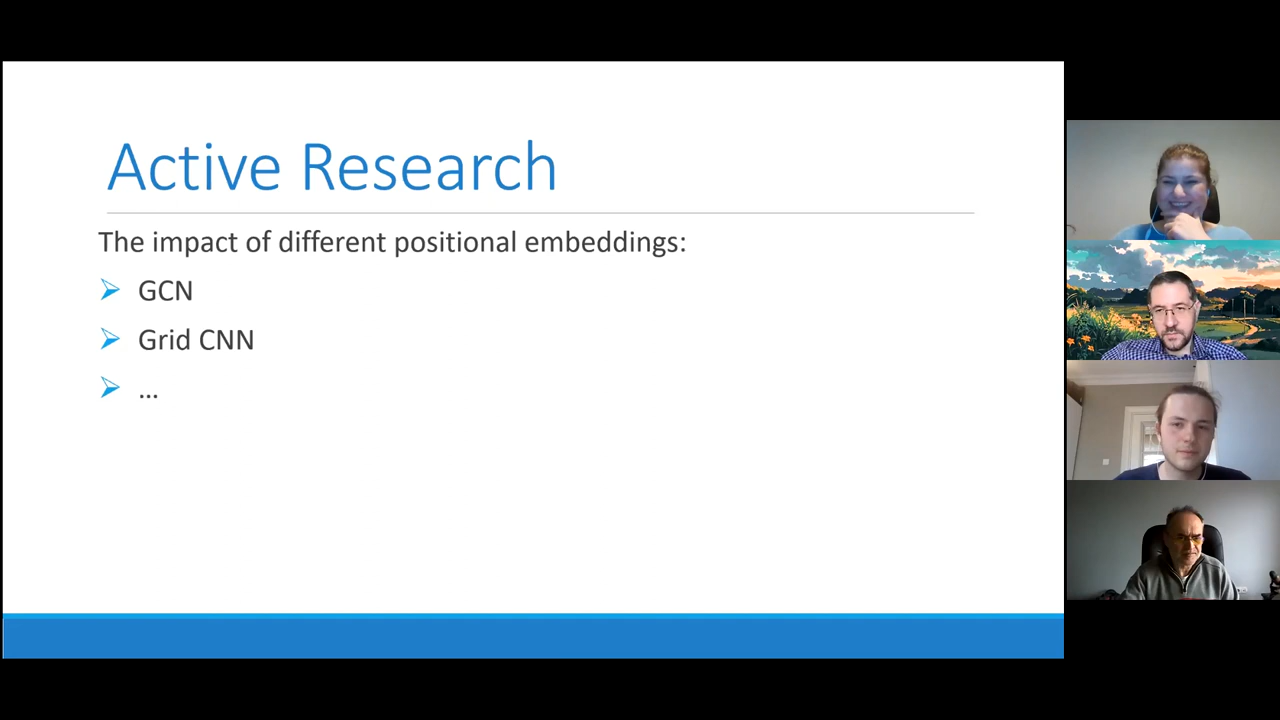 Active Research
The impact of different positional embeddings:
GCN
Grid CNN
...